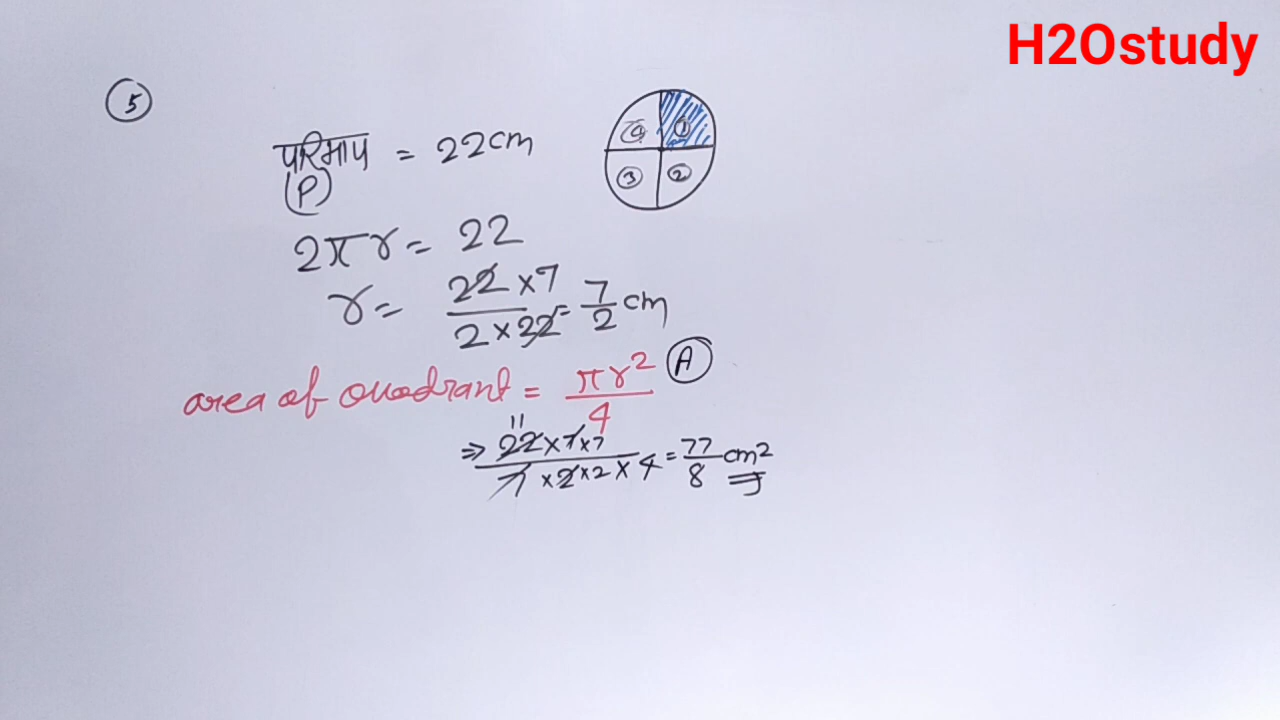 H2Ostudy
5
परिमाप = 22cm
(P)
4 1
3 2
2πr = 22
r = 22 × 7 / 2 × 22 = 7/2 cm
area of quadrant = πr² / 4 A
11
⇒ 22 × 7 × 7 / 7 × 2 × 2 × 4 = 77/8 cm²